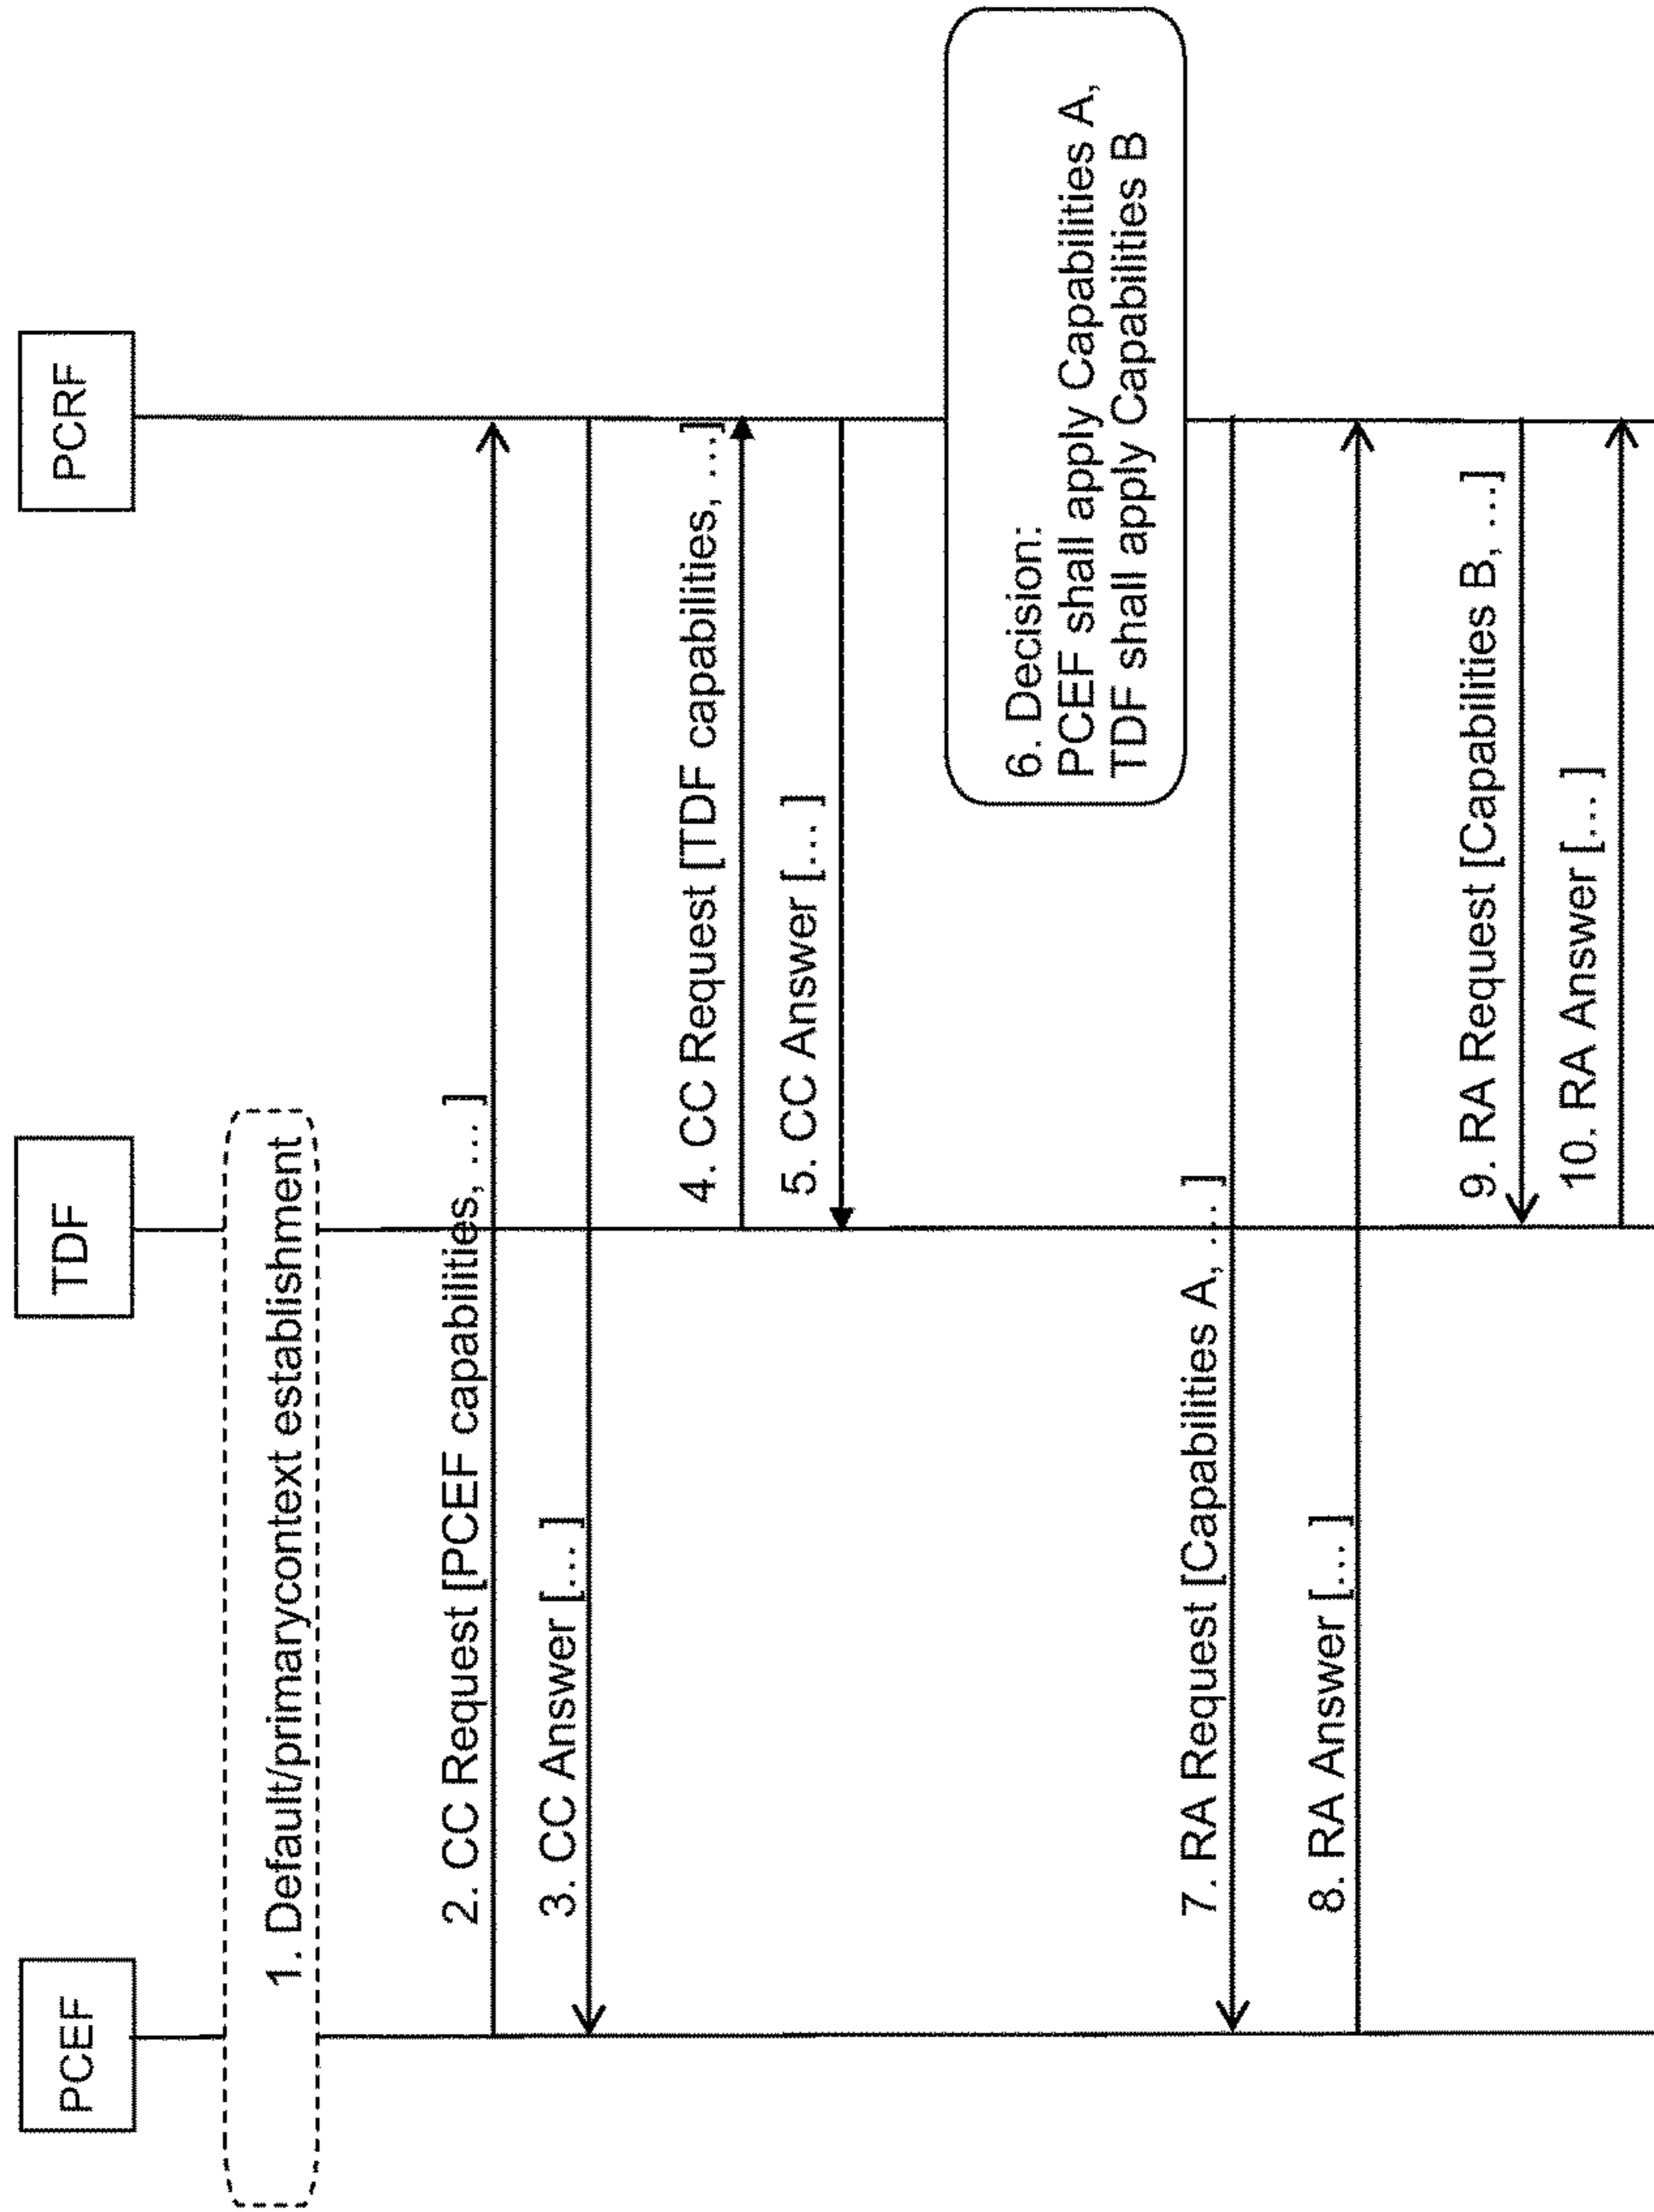 PCEF
TDF
PCRF
1. Default/primarycontext establishment
2. CC Request [PCEF capabilities, ... ]
3. CC Answer [... ]
4. CC Request [TDF capabilities, ...]
5. CC Answer [... ]
6. Decision:
PCEF shall apply Capabilities A,
TDF shall apply Capabilities B
7. RA Request [Capabilities A, ... ]
8. RA Answer [... ]
9. RA Request [Capabilities B, ...]
10. RA Answer [... ]